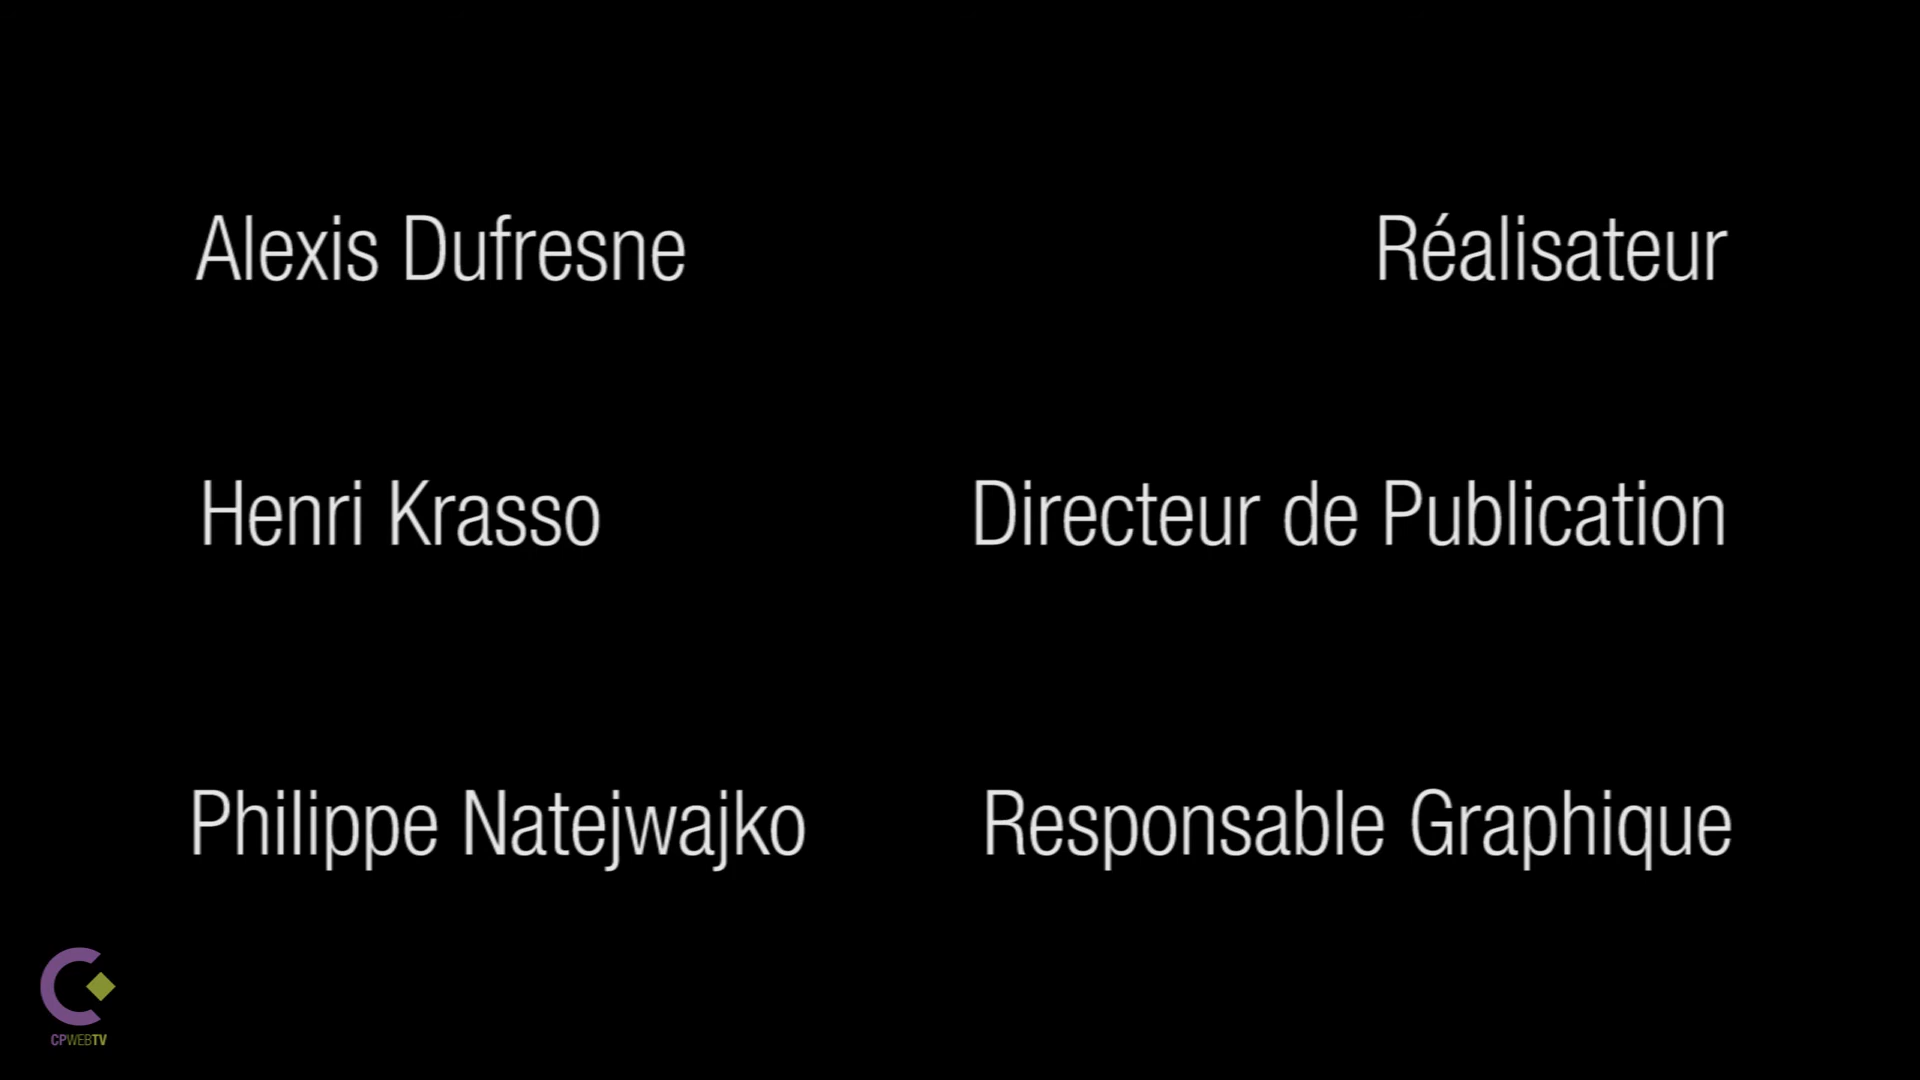 Alexis Dufresne Réalisateur
Henri Krasso Directeur de Publication
Philippe Natejwajko Responsable Graphique
CPWEBTV